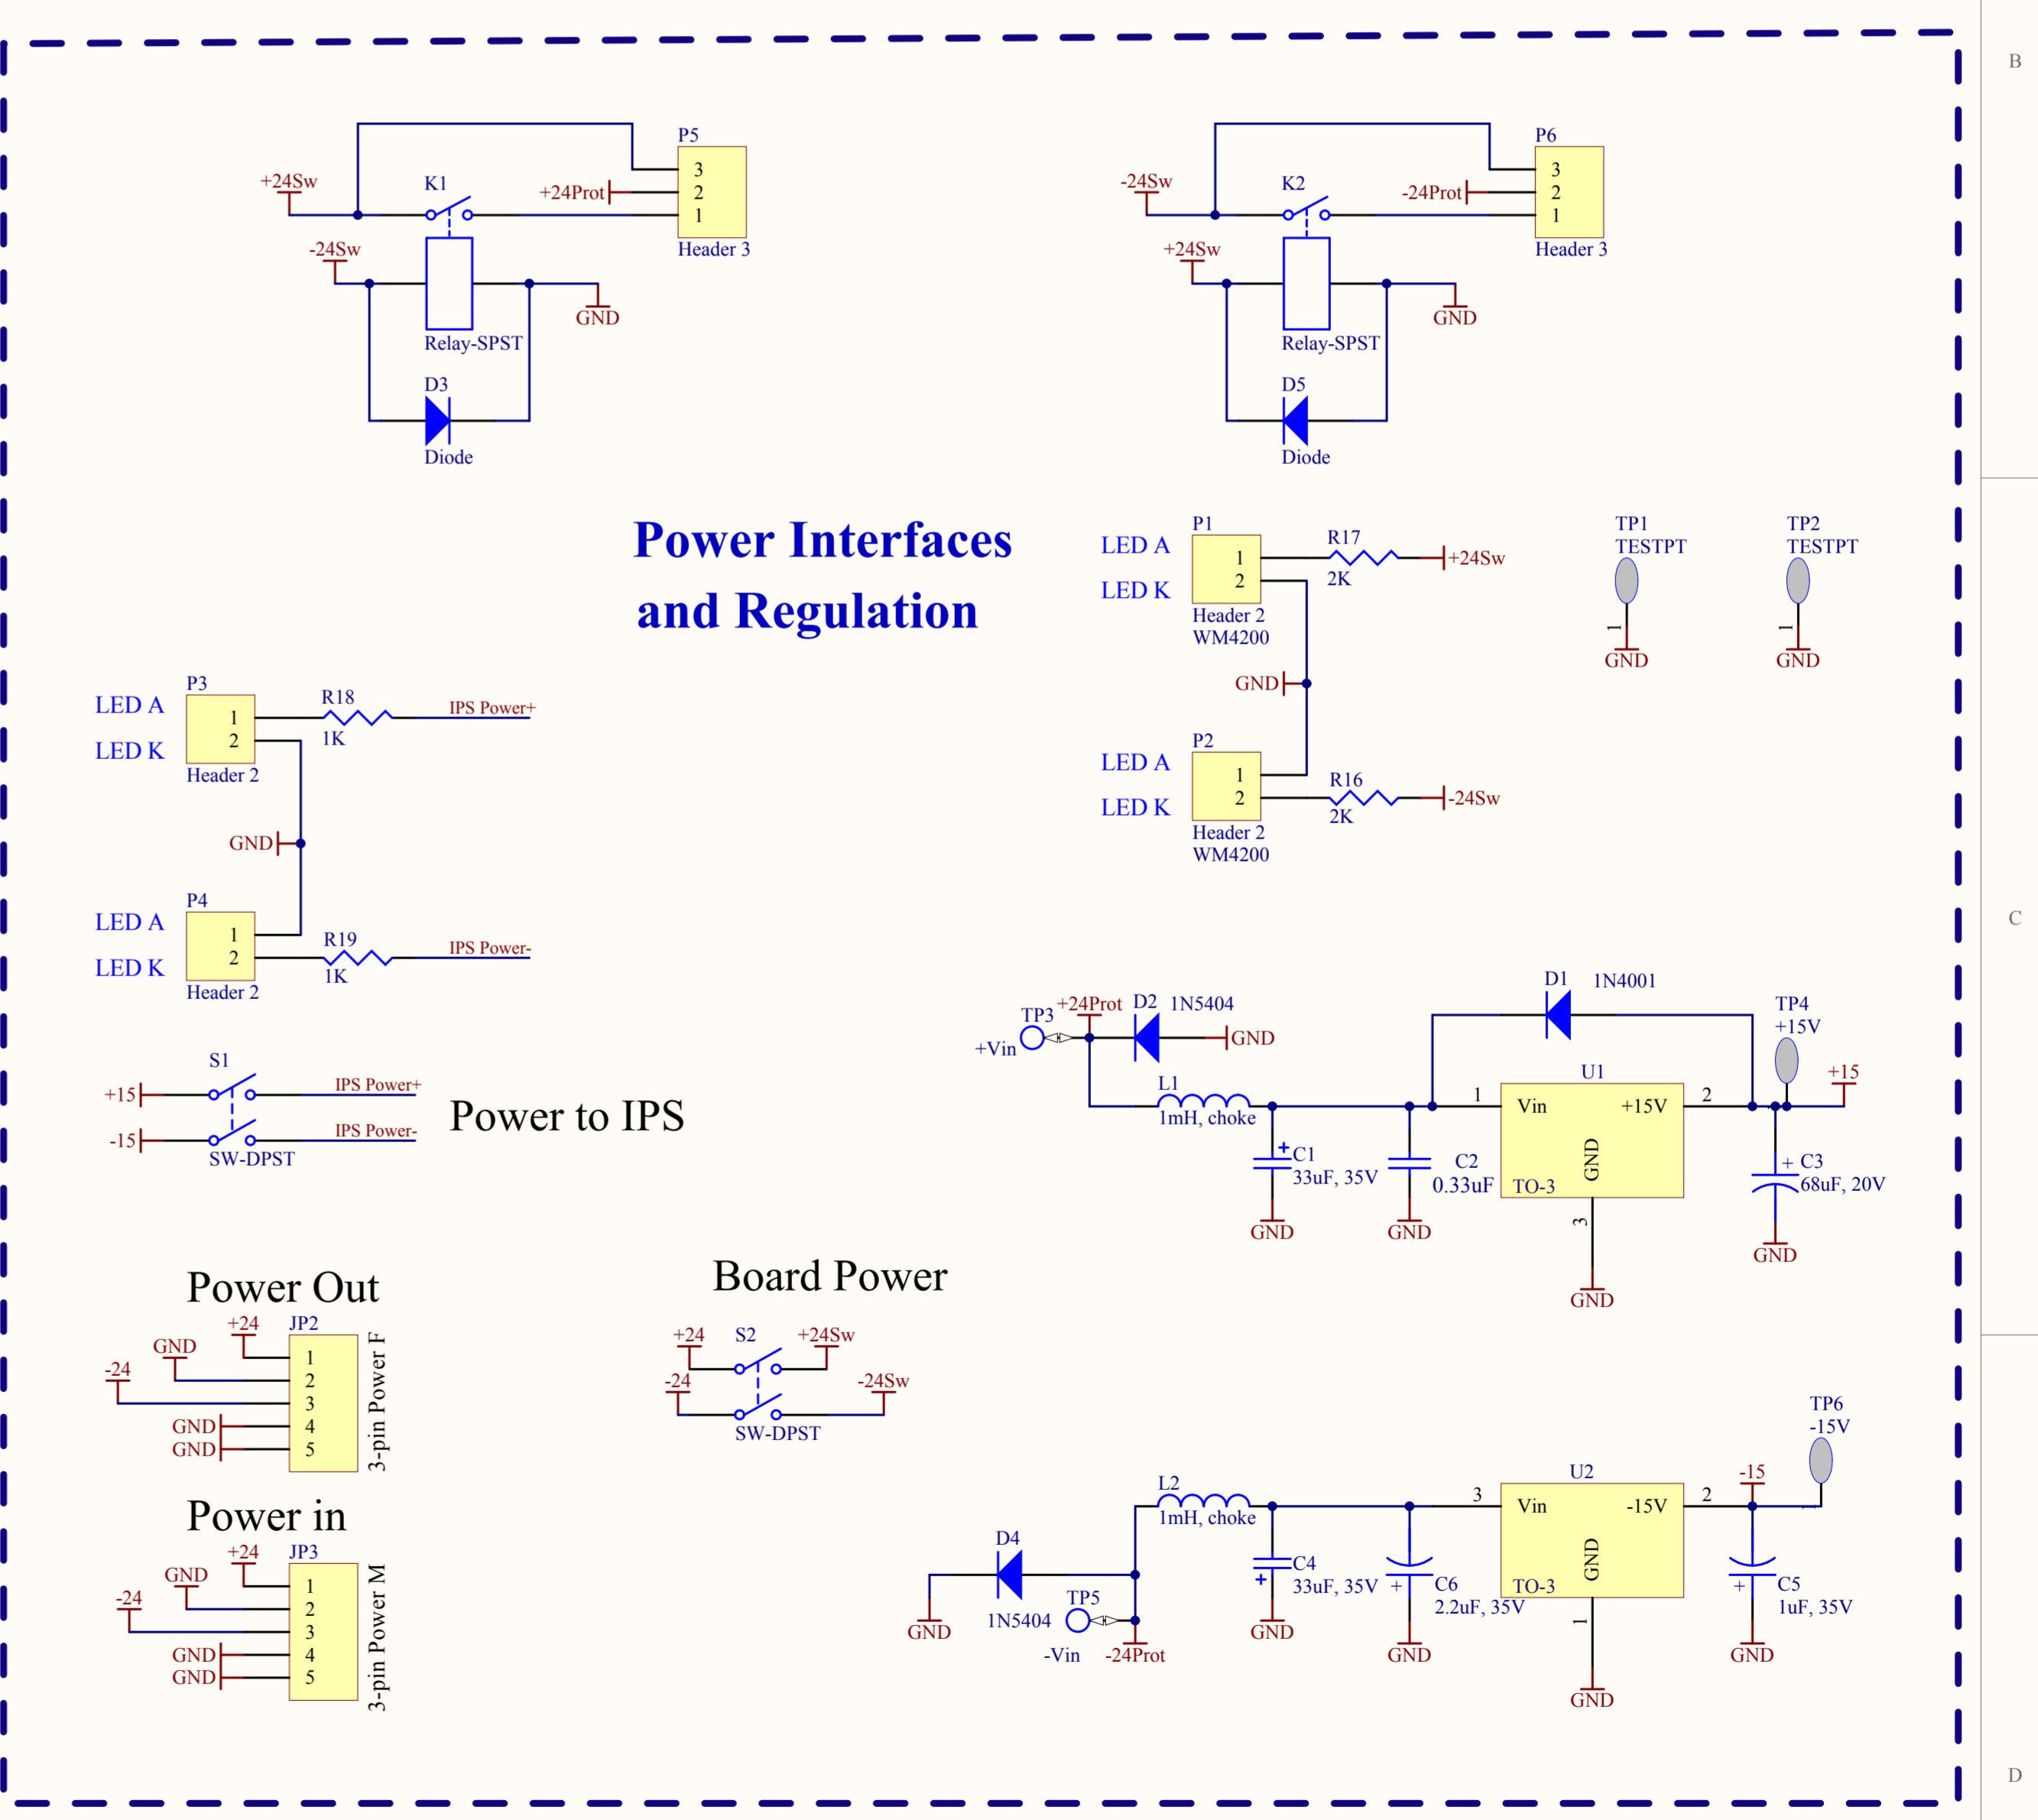 B
P5
3
2
1
Header 3
+24Sw
K1
+24Prot
-24Sw
GND
Relay-SPST
D3
Diode
P6
3
2
1
Header 3
-24Sw
K2
-24Prot
+24Sw
GND
Relay-SPST
D5
Diode
Power Interfaces
and Regulation
P1
LED A
1
R17
+24Sw
2K
LED K
2
Header 2
WM4200
GND
P2
LED A
1
R16
LED K
2
-24Sw
2K
Header 2
WM4200
TP1
TESTPT
1
GND
TP2
TESTPT
1
GND
P3
LED A
1
R18
IPS Power+
1K
LED K
2
Header 2
GND
P4
LED A
1
R19
IPS Power-
LED K
2
1K
Header 2
C
S1
+15
IPS Power+
-15
IPS Power-
SW-DPST
Power to IPS
TP3
+24Prot
D2
1N5404
+Vin
GND
L1
1mH, choke
D1
1N4001
TP4
+15V
U1
+15
1
Vin
+15V
2
GND
TO-3
3
GND
C1
33uF, 35V
GND
C2
0.33uF
GND
C3
68uF, 20V
GND
Power Out
+24
JP2
GND
-24
1
2
3
GND
4
GND
5
3-pin Power F
Board Power
+24
S2
+24Sw
-24
-24Sw
SW-DPST
Power in
+24
JP3
GND
-24
1
2
3
GND
4
GND
5
3-pin Power M
TP6
-15V
L2
1mH, choke
U2
-15
3
Vin
-15V
2
1
GND
TO-3
1
GND
D4
1N5404
GND
TP5
-Vin
-24Prot
C4
33uF, 35V
GND
C6
2.2uF, 35V
GND
C5
1uF, 35V
GND
D